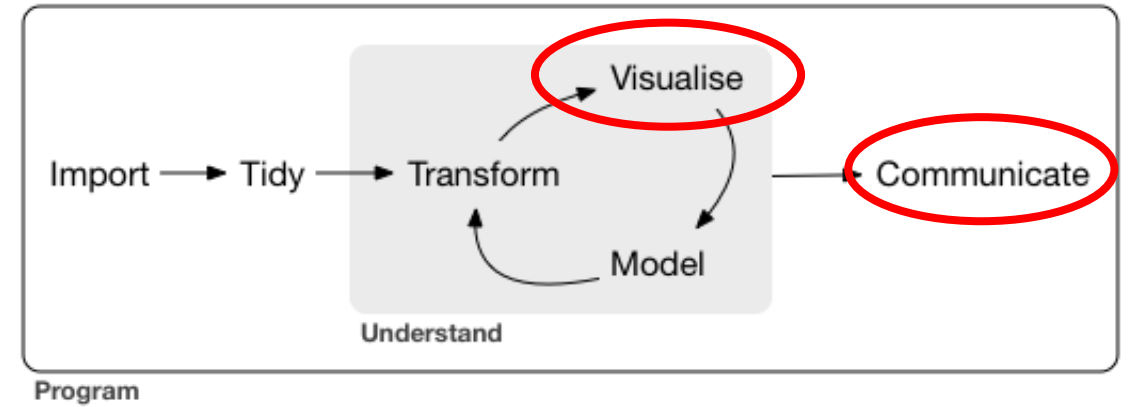 Visualise
Import Tidy Transform Communicate
Model
Understand
Program